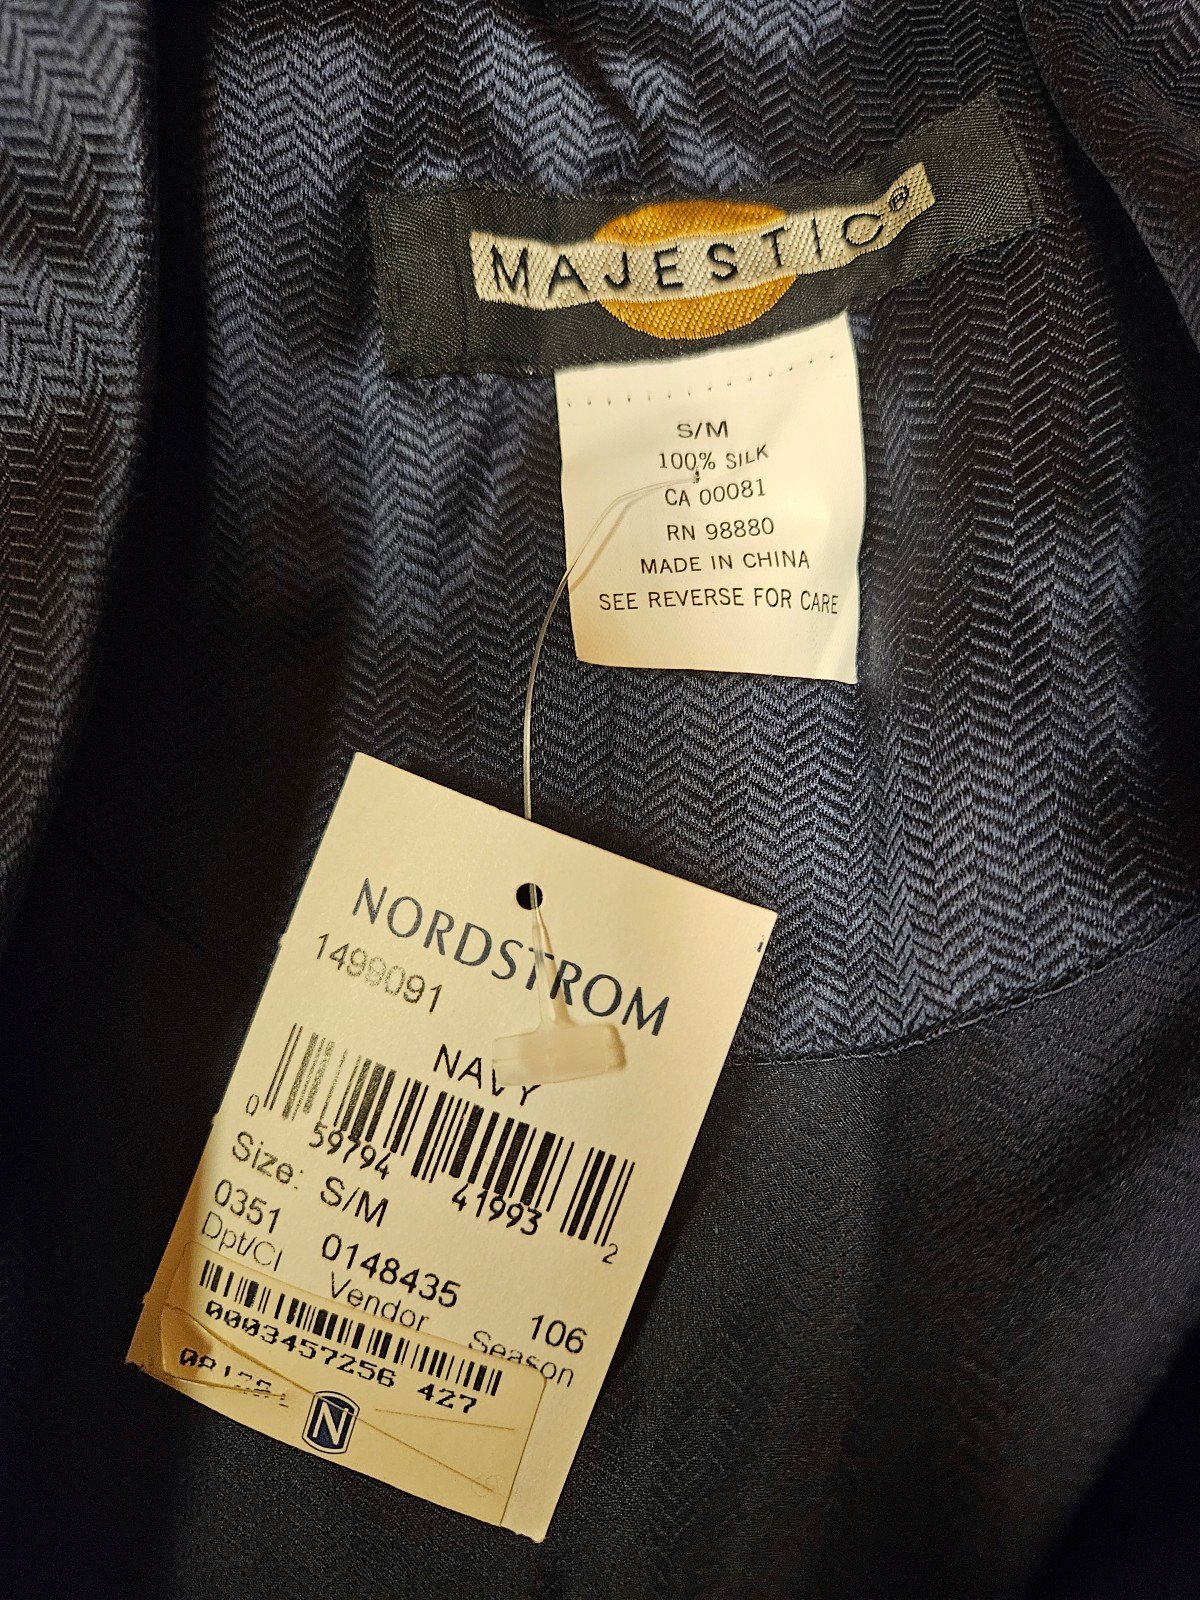 MAJESTIC®
S/M
100% SILK
CA 00081
RN 98880
MADE IN CHINA
SEE REVERSE FOR CARE
NORDSTROM
1499091
NAVY
0 59794 41993 2
Size: S/M
0351 0148435 106
Dpt/Cl Vendor Season
0003457256 427
N